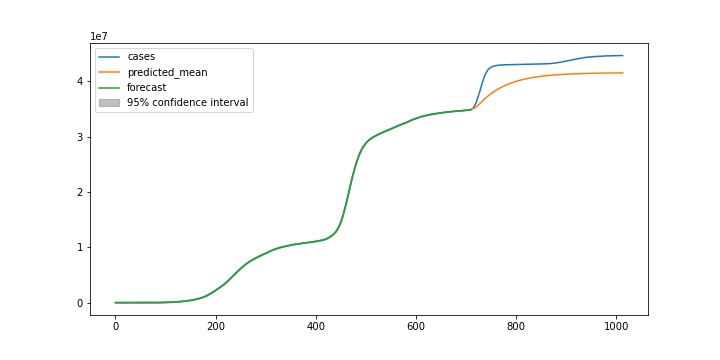 1e7
cases
predicted_mean
forecast
95% confidence interval
4
3
2
1
0
0 200 400 600 800 1000